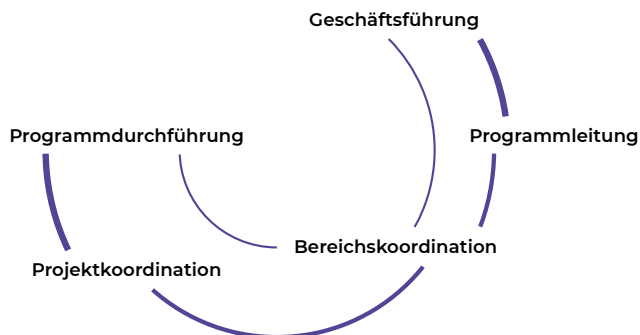 Geschäftsführung
Programmdurchführung
Programmleitung
Bereichskoordination
Projektkoordination